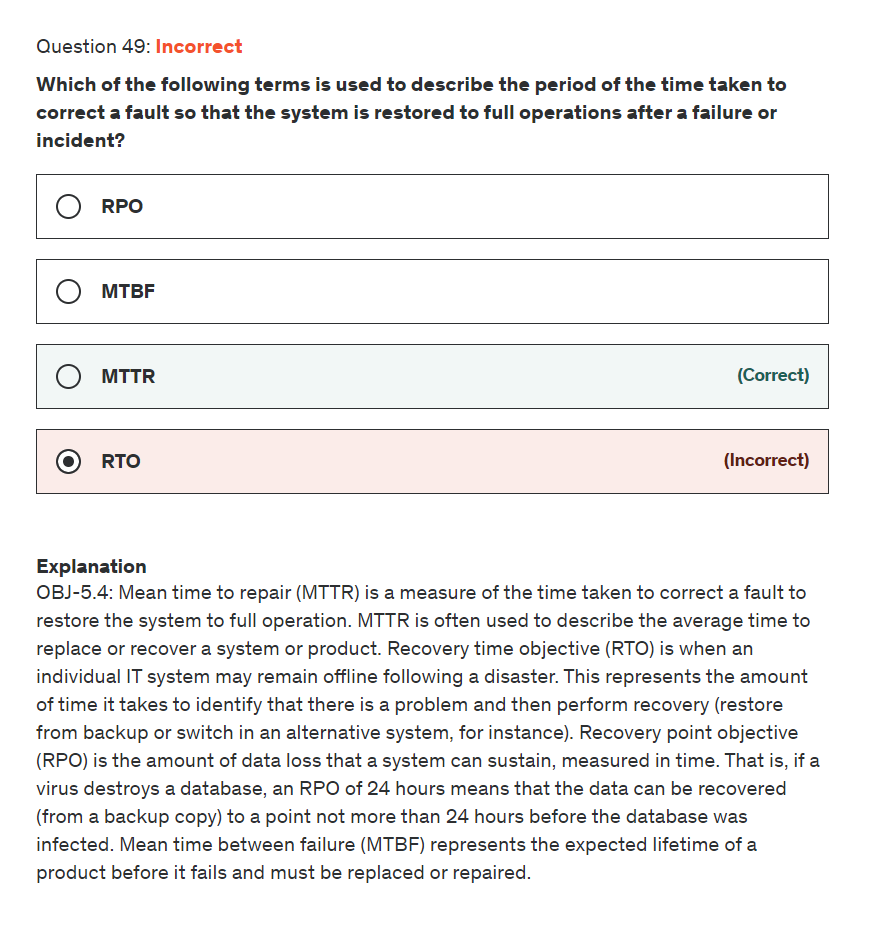 Question 49: Incorrect
Which of the following terms is used to describe the period of the time taken to
correct a fault so that the system is restored to full operations after a failure or
incident?
RPO
MTBF
MTTR (Correct)
RTO (Incorrect)
Explanation
OBJ-5.4: Mean time to repair (MTTR) is a measure of the time taken to correct a fault to
restore the system to full operation. MTTR is often used to describe the average time to
replace or recover a system or product. Recovery time objective (RTO) is when an
individual IT system may remain offline following a disaster. This represents the amount
of time it takes to identify that there is a problem and then perform recovery (restore
from backup or switch in an alternative system, for instance). Recovery point objective
(RPO) is the amount of data loss that a system can sustain, measured in time. That is, if a
virus destroys a database, an RPO of 24 hours means that the data can be recovered
(from a backup copy) to a point not more than 24 hours before the database was
infected. Mean time between failure (MTBF) represents the expected lifetime of a
product before it fails and must be replaced or repaired.